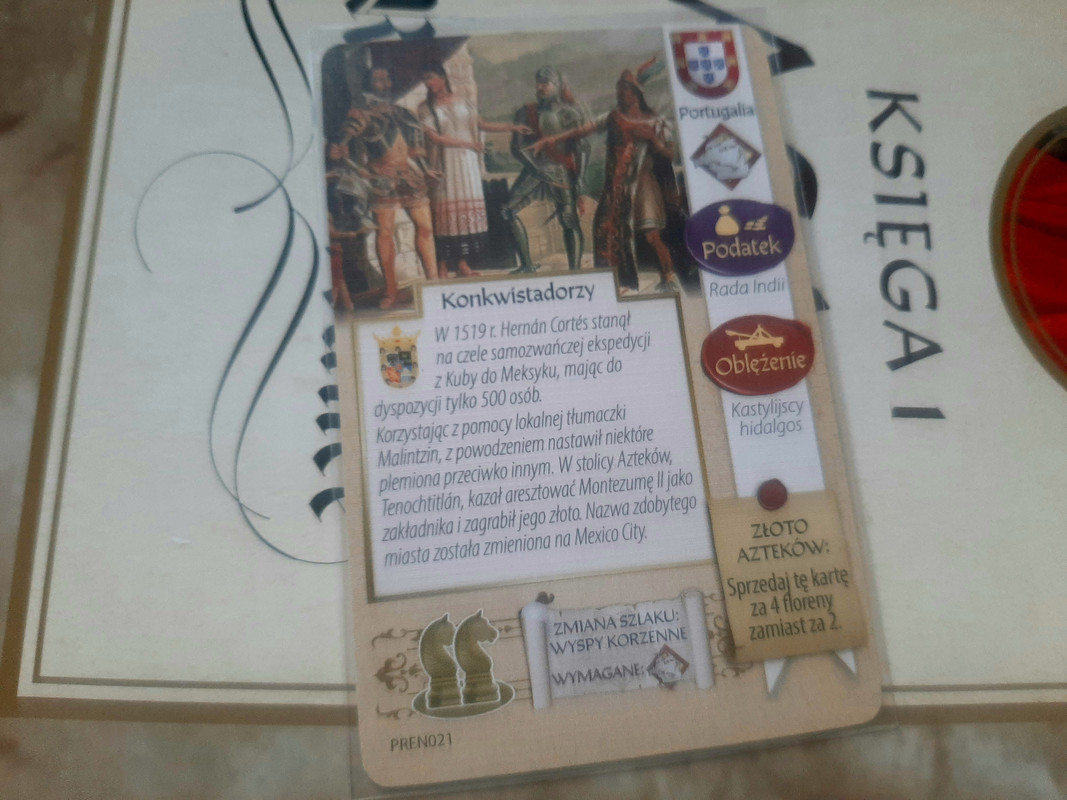 Portugalia
Podatek
Rada Indii
Oblężenie
Kastylijscy
hidalgos
ZŁOTO
AZTEKÓW:
Sprzedaj tę kartę
za 4 floreny
zamiast za 2.
Konkwistadorzy
W 1519 r. Hernán Cortés stanął
na czele samozwańczej ekspedycji
z Kuby do Meksyku, mając do
dyspozycji tylko 500 osób.
Korzystając z pomocy lokalnej tłumaczki
Malintzin, z powodzeniem nastawił niektóre
plemiona przeciwko innym. W stolicy Azteków,
Tenochtitlán, kazał aresztować Montezumę II jako
zakładnika i zagrabił jego złoto. Nazwa zdobytego
miasta została zmieniona na Mexico City.
ZMIANA SZLAKU:
WYSPY KORZENNE
WYMAGANE:
PREN021
KSIĘGA I